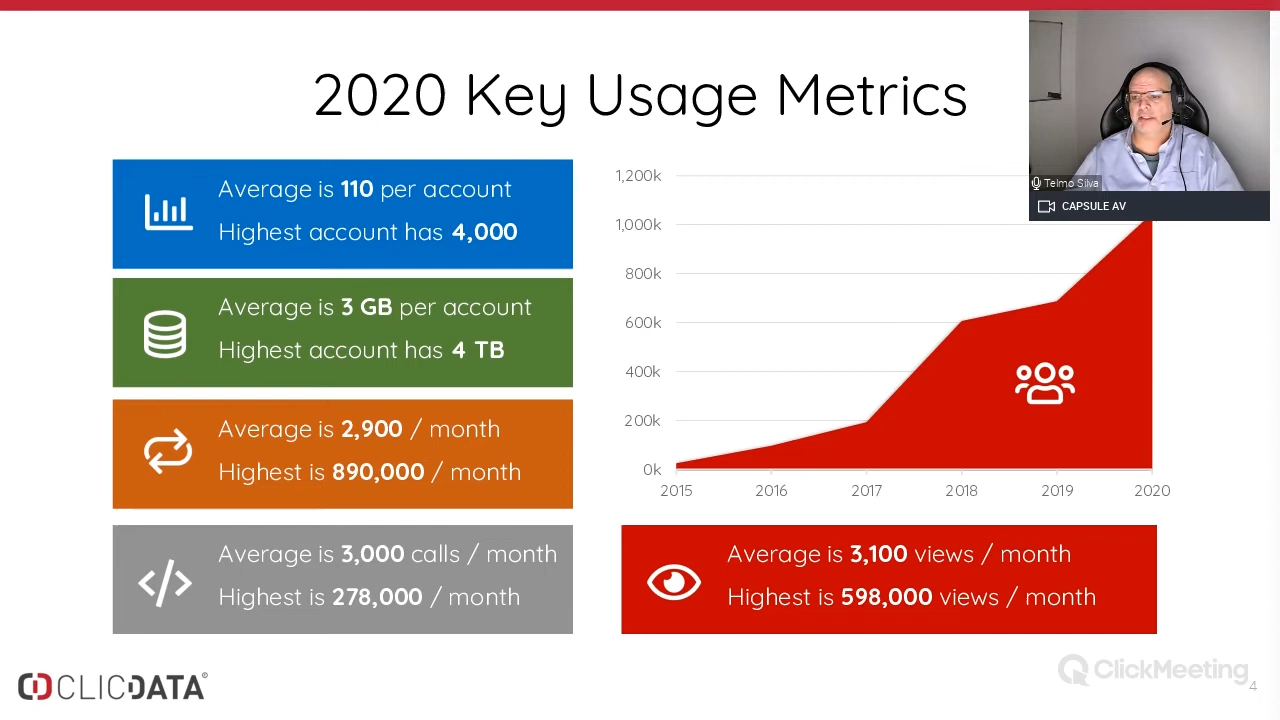 2020 Key Usage Metrics
Telmo Silva
CAPSULE AV
Average is 110 per account
Highest account has 4,000
Average is 3 GB per account
Highest account has 4 TB
Average is 2,900 / month
Highest is 890,000 / month
Average is 3,000 calls / month
Highest is 278,000 / month
1,200k
1,000k
800k
600k
400k
200k
0k
2015 2016 2017 2018 2019 2020
Average is 3,100 views / month
Highest is 598,000 views / month
CLICDATA®
ClickMeeting
4